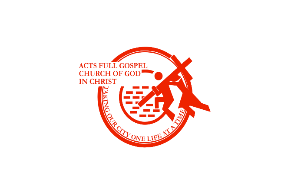 ACTS FULL GOSPEL
CHURCH OF GOD
IN CHRIST
TAKING OUR CITY ONE LIFE AT A TIME